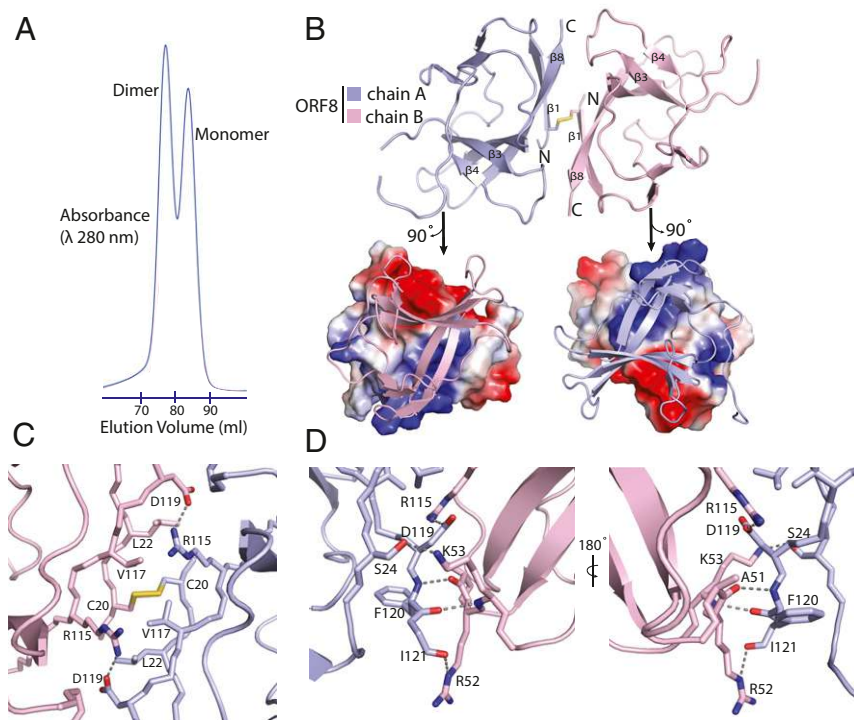 A
Dimer
Monomer
Absorbance
(λ 280 nm)
70 80 90
Elution Volume (ml)
B
ORF8
chain A
chain B
C
β8
β4
β3
N
β1
β1
β3
β4
N
β8
C
90°
90°
C
D119
L22
R115
V117
C20
C20
V117
R115
L22
D119
D
R115
D119
K53
S24
F120
I121
R52
180°
R115
D119
S24
K53
A51
F120
I121
R52